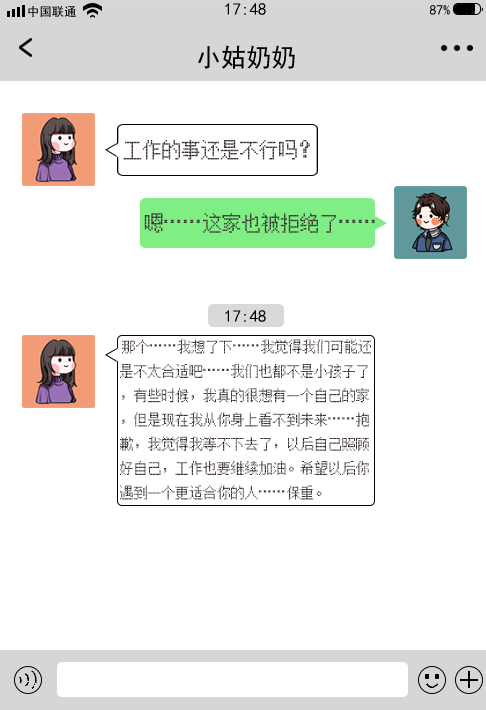 中国联通 17:48 87%
小姑奶奶
工作的事还是不行吗？
嗯……这家也被拒绝了……
17:48
那个……我想了下……我觉得我们可能还
是不太合适吧……我们也都不是小孩子了
，有些时候，我真的很想有一个自己的家
，但是现在我从你身上看不到未来……抱
歉，我觉得我等不下去了，以后自己照顾
好自己，工作也要继续加油。希望以后你
遇到一个更适合你的人……保重。